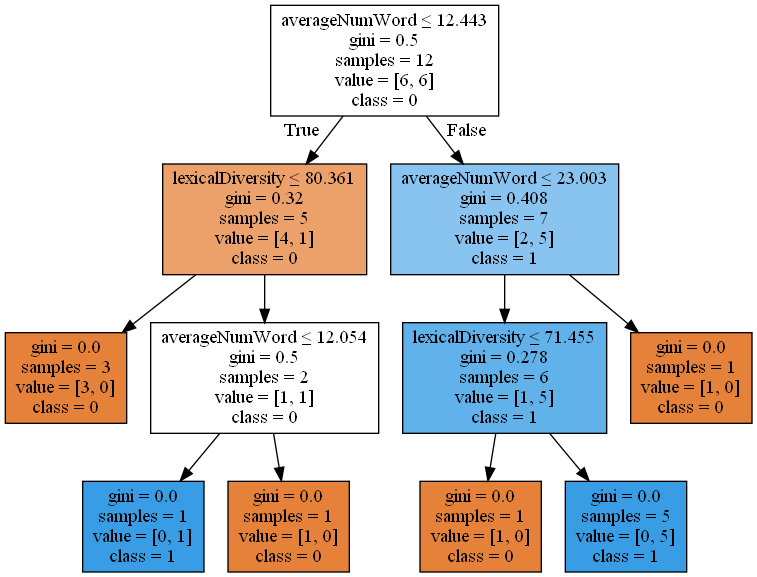 averageNumWord ≤ 12.443
gini = 0.5
samples = 12
value = [6, 6]
class = 0
True
False
lexicalDiversity ≤ 80.361
gini = 0.32
samples = 5
value = [4, 1]
class = 0
averageNumWord ≤ 23.003
gini = 0.408
samples = 7
value = [2, 5]
class = 1
gini = 0.0
samples = 3
value = [3, 0]
class = 0
averageNumWord ≤ 12.054
gini = 0.5
samples = 2
value = [1, 1]
class = 0
lexicalDiversity ≤ 71.455
gini = 0.278
samples = 6
value = [1, 5]
class = 1
gini = 0.0
samples = 1
value = [1, 0]
class = 0
gini = 0.0
samples = 1
value = [0, 1]
class = 1
gini = 0.0
samples = 1
value = [1, 0]
class = 0
gini = 0.0
samples = 1
value = [1, 0]
class = 0
gini = 0.0
samples = 5
value = [0, 5]
class = 1